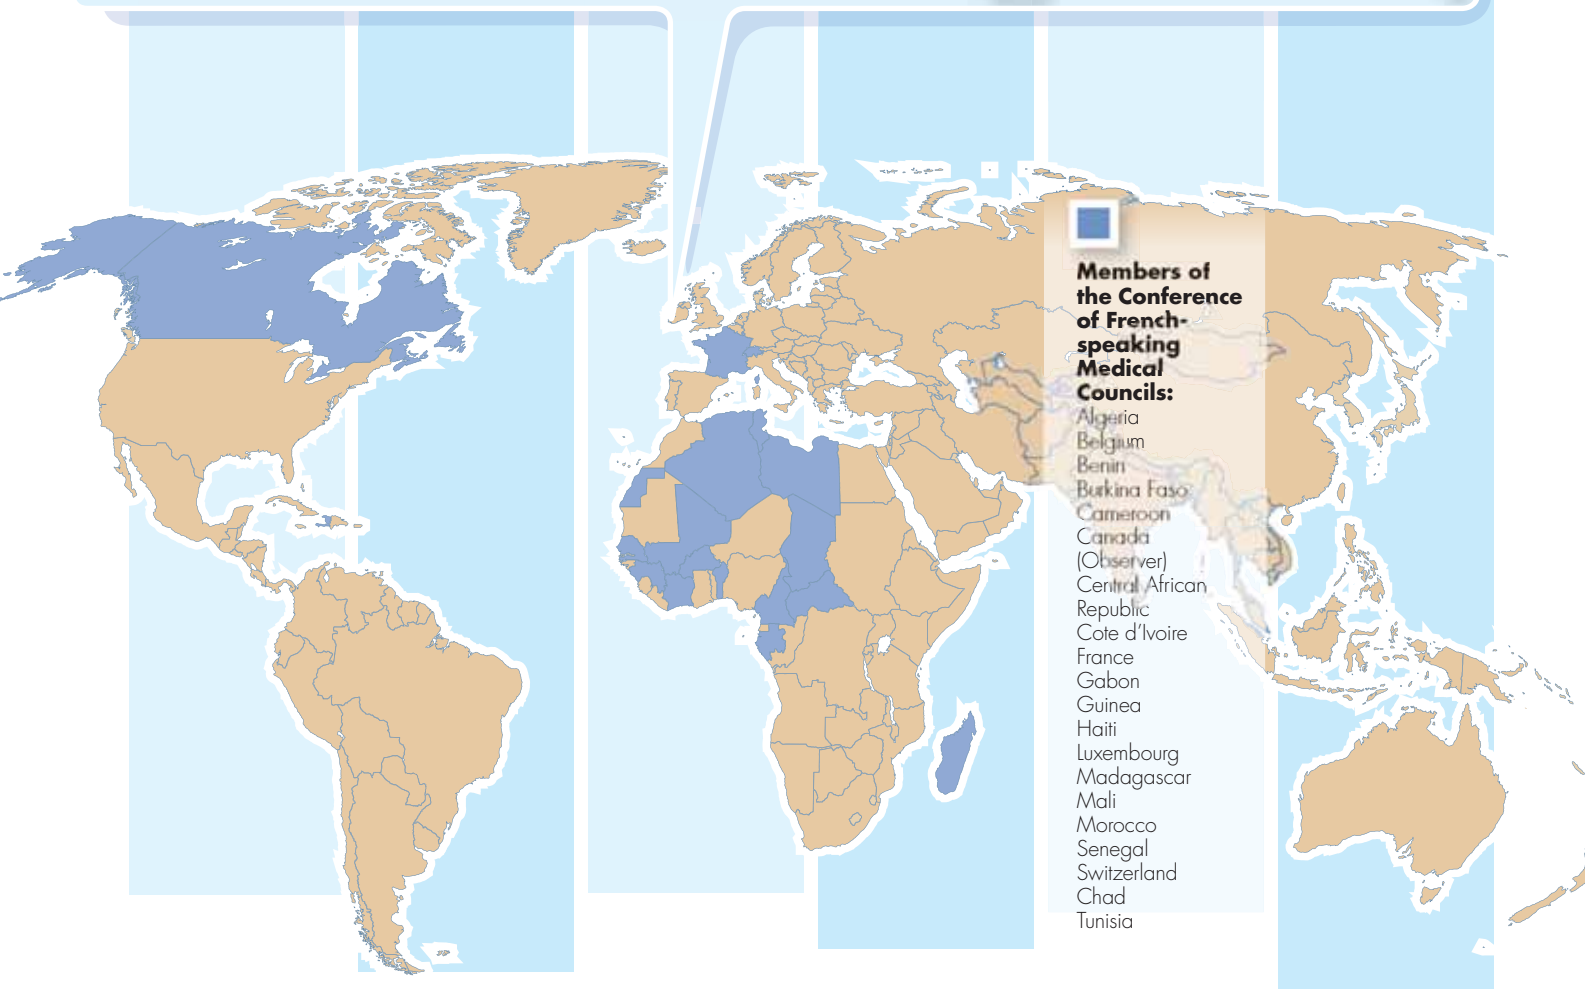 Members of
the Conference
of French-
speaking
Medical
Councils:
Algeria
Belgium
Benin
Burkina Faso
Cameroon
Canada
(Observer)
Central African
Republic
Cote d’Ivoire
France
Gabon
Guinea
Haiti
Luxembourg
Madagascar
Mali
Morocco
Senegal
Switzerland
Chad
Tunisia